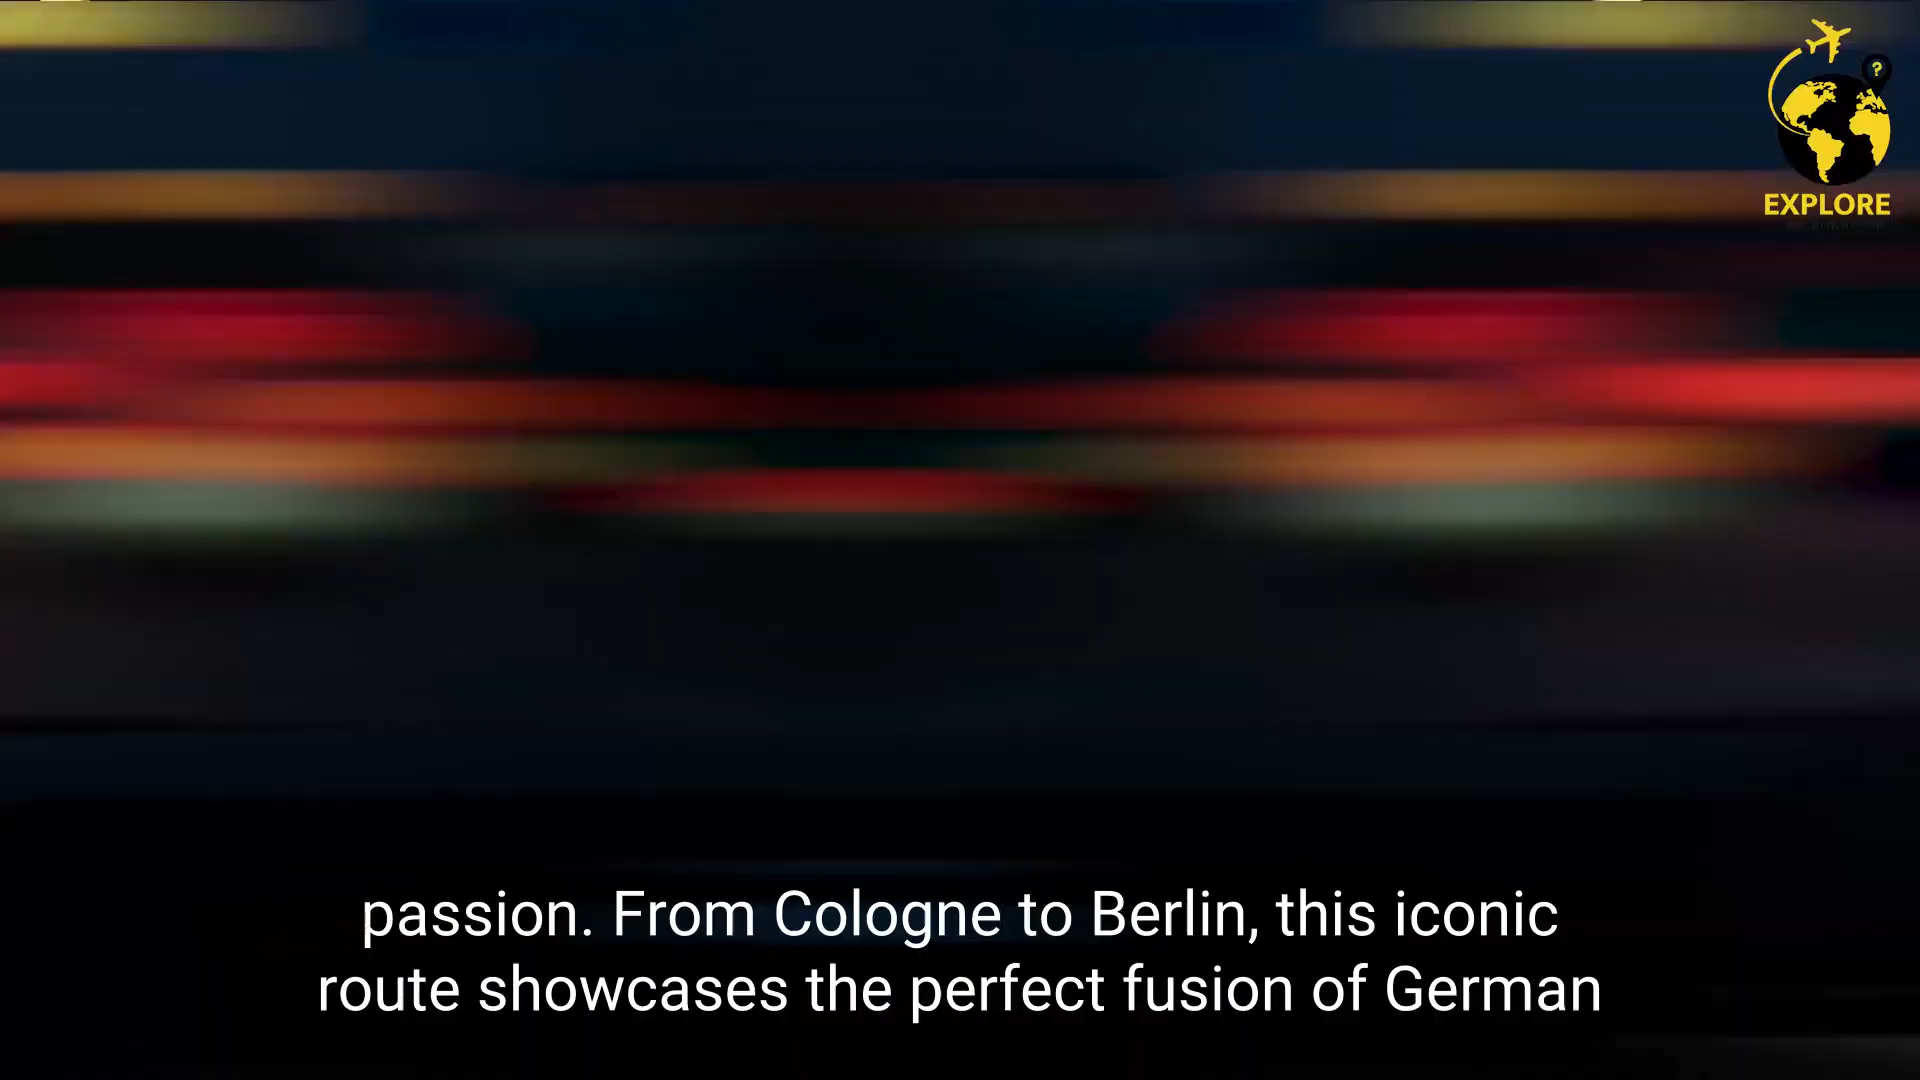 ?
EXPLORE
passion. From Cologne to Berlin, this iconic
route showcases the perfect fusion of German